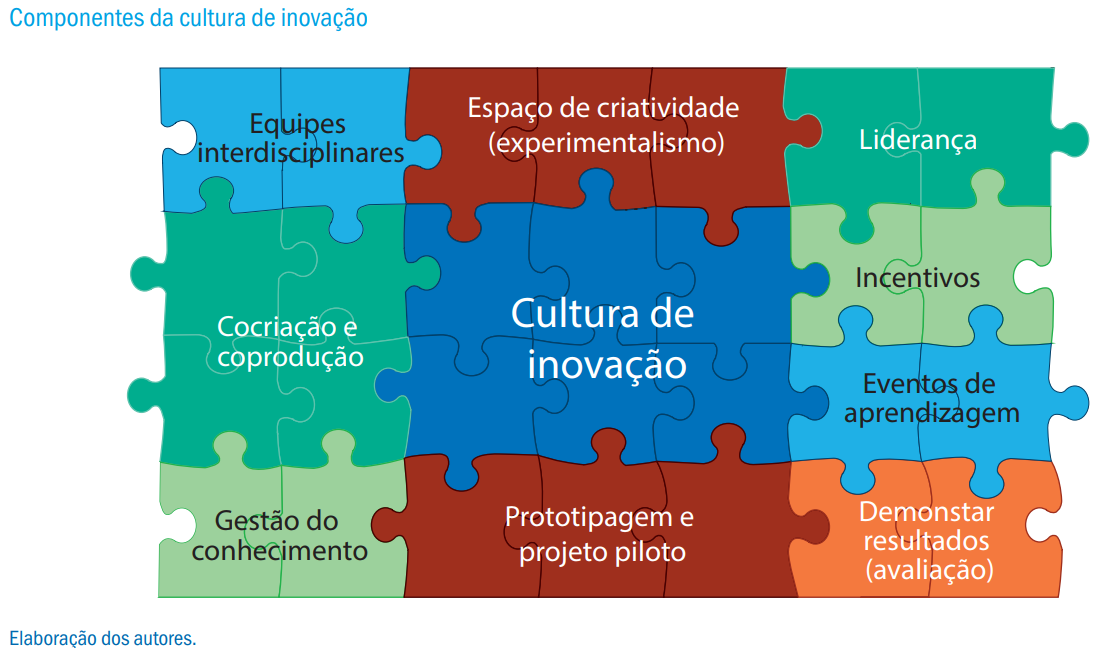 Componentes da cultura de inovação
Equipes
interdisciplinares
Espaço de criatividade
(experimentalismo)
Liderança
Cocriação e
coprodução
Cultura de
inovação
Incentivos
Eventos de
aprendizagem
Gestão do
conhecimento
Prototipagem e
projeto piloto
Demonstar
resultados
(avaliação)
Elaboração dos autores.